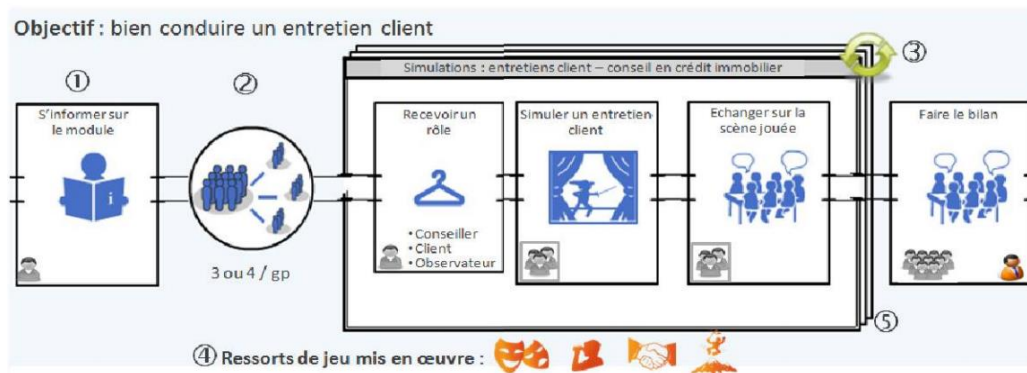 Objectif : bien conduire un entretien client
① ② ③
Simulations : entretiens client – conseil en crédit immobilier
S'informer sur
le module
i
3 ou 4 / gp
Recevoir un
rôle
• Conseiller
• Client
• Observateur
Simuler un entretien
client
Echanger sur la
scène jouée
Faire le bilan
⑤
④ Ressorts de jeu mis en œuvre :